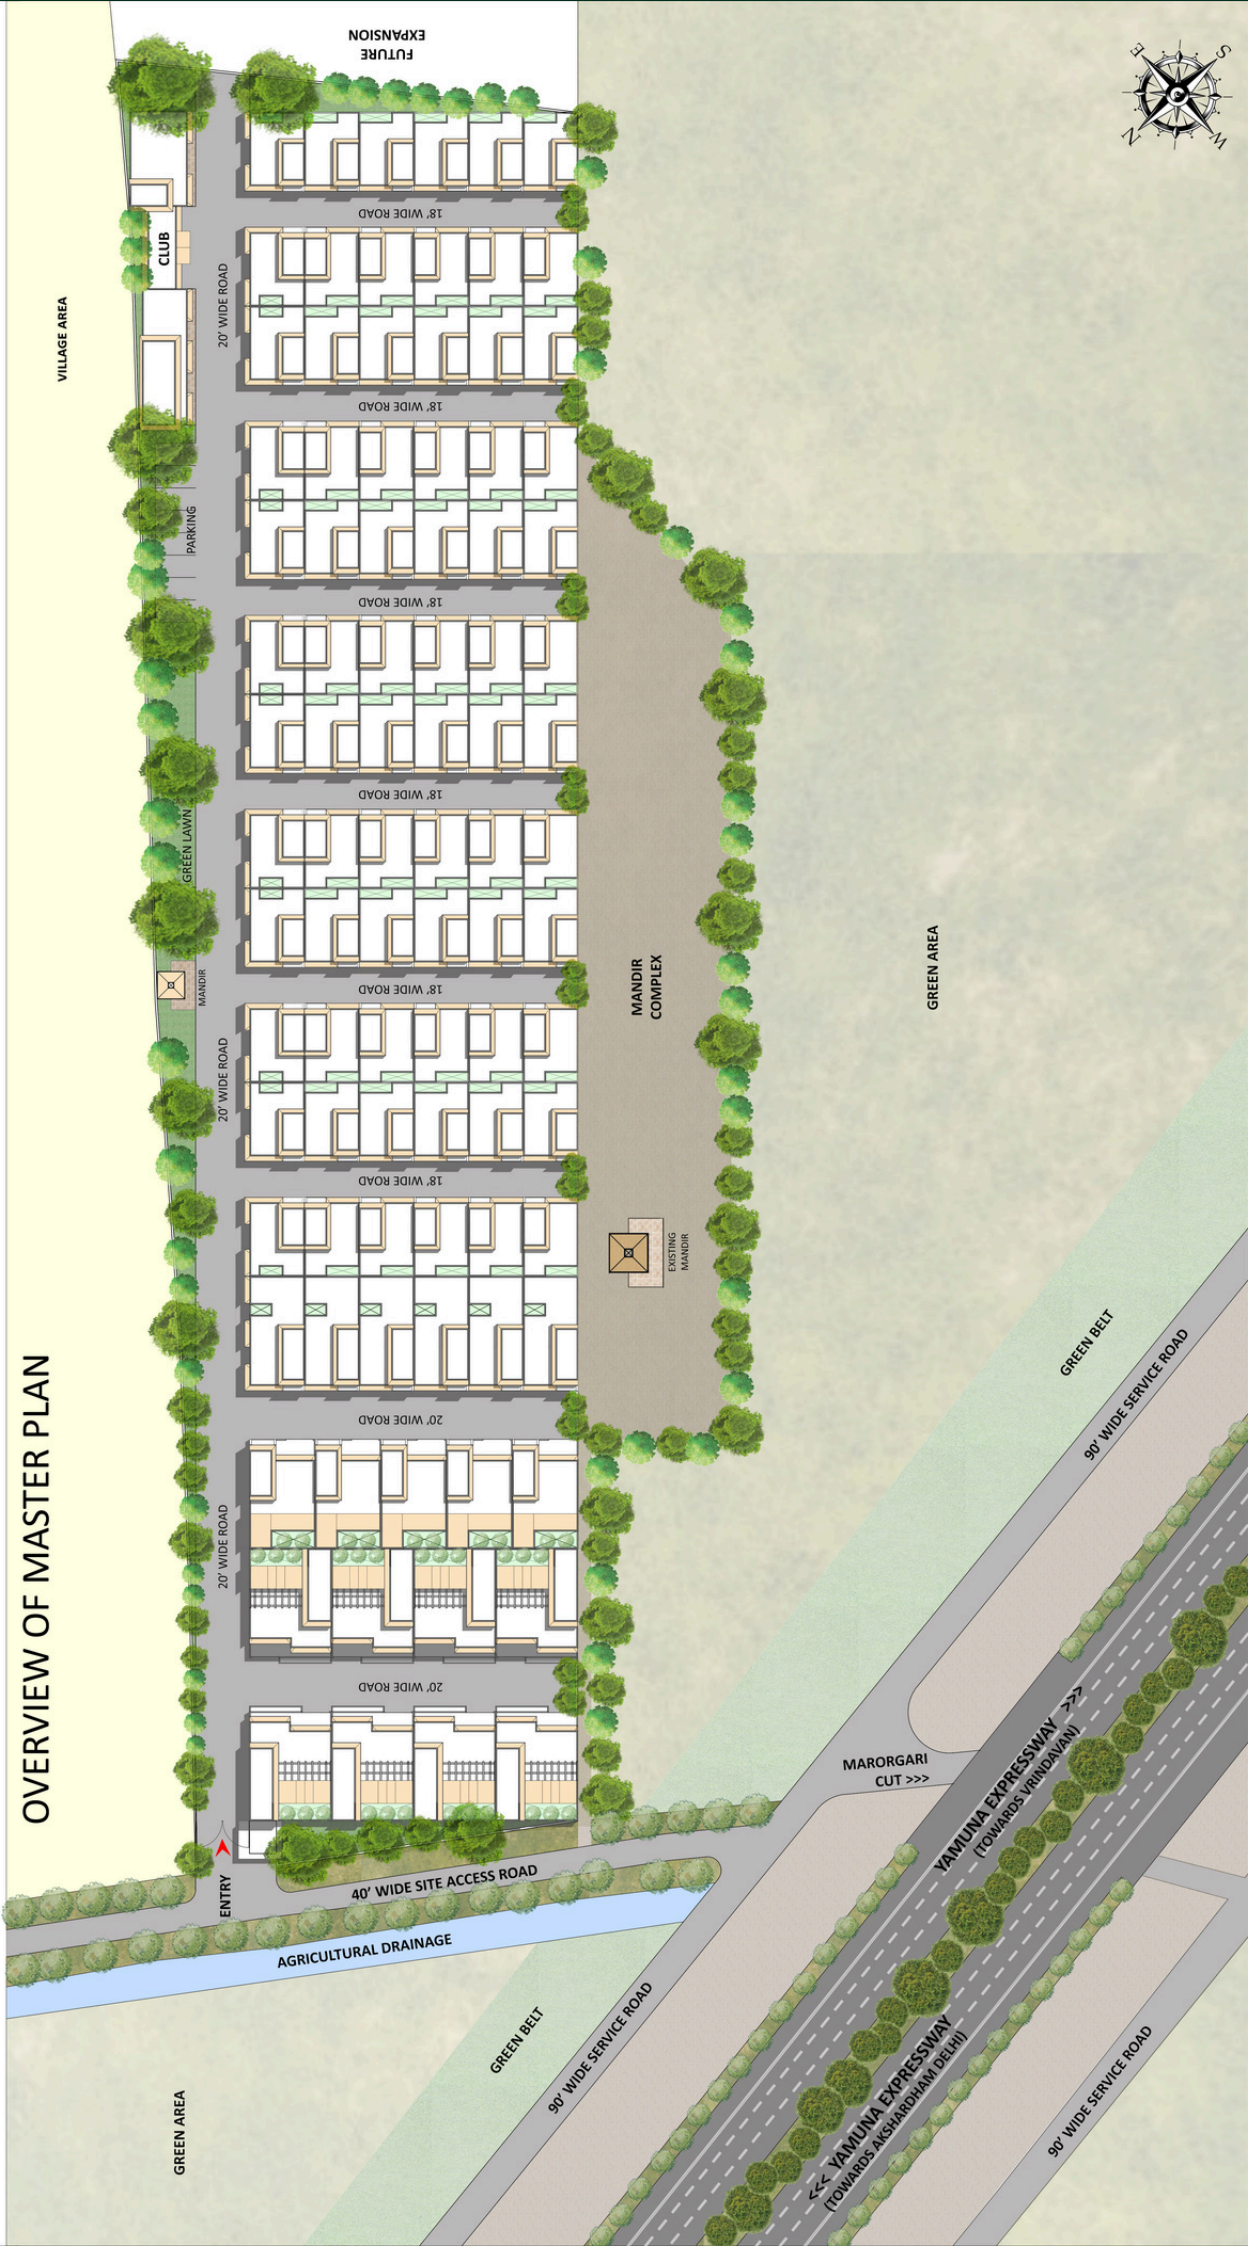 OVERVIEW OF MASTER PLAN
FUTURE
EXPANSION
E
S
N
W
VILLAGE AREA
CLUB
20' WIDE ROAD
18' WIDE ROAD
18' WIDE ROAD
PARKING
18' WIDE ROAD
18' WIDE ROAD
GREEN LAWN
MANDIR
18' WIDE ROAD
MANDIR
COMPLEX
GREEN AREA
20' WIDE ROAD
18' WIDE ROAD
EXISTING
MANDIR
20' WIDE ROAD
20' WIDE ROAD
20' WIDE ROAD
GREEN BELT
90' WIDE SERVICE ROAD
MARORGARI
CUT >>>
YAMUNA EXPRESSWAY >>>
(TOWARDS VRINDAVAN)
ENTRY
40' WIDE SITE ACCESS ROAD
AGRICULTURAL DRAINAGE
GREEN BELT
90' WIDE SERVICE ROAD
GREEN AREA
<<< YAMUNA EXPRESSWAY
(TOWARDS AKSHARDHAM DELHI)
90' WIDE SERVICE ROAD